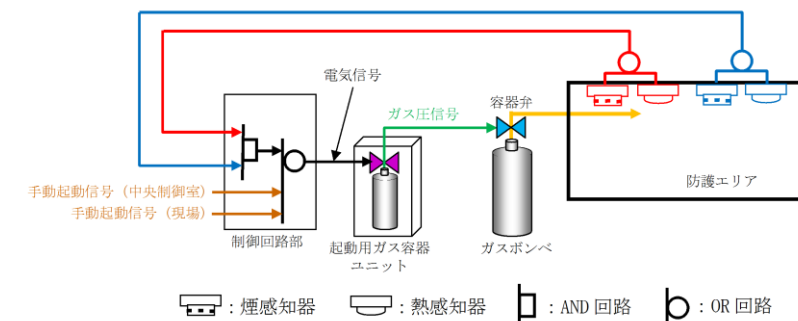 電気信号
ガス圧信号
容器弁
防護エリア
手動起動信号（中央制御室）
手動起動信号（現場）
制御回路部
起動用ガス容器
ユニット
ガスボンベ
：煙感知器
：熱感知器
：AND 回路
：OR 回路